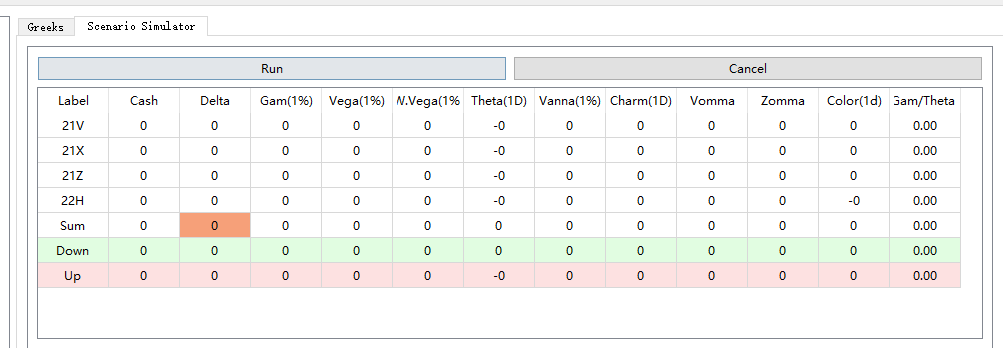 Greeks Scenario Simulator
Run Cancel
Label Cash Delta Gam(1%) Vega(1%) W.Vega(1% Theta(1D) Vanna(1%) Charm(1D) Vomma Zomma Color(1d) Gam/Theta
21V 0 0 0 0 0 -0 0 0 0 0 0 0.00
21X 0 0 0 0 0 -0 0 0 0 0 0 0.00
21Z 0 0 0 0 0 -0 0 0 0 0 0 0.00
22H 0 0 0 0 0 -0 0 0 0 0 -0 0.00
Sum 0 0 0 0 0 0 0 0 0 0 0 0.00
Down 0 0 0 0 0 0 0 0 0 0 0 0.00
Up 0 0 0 0 0 -0 0 0 0 0 0 0.00